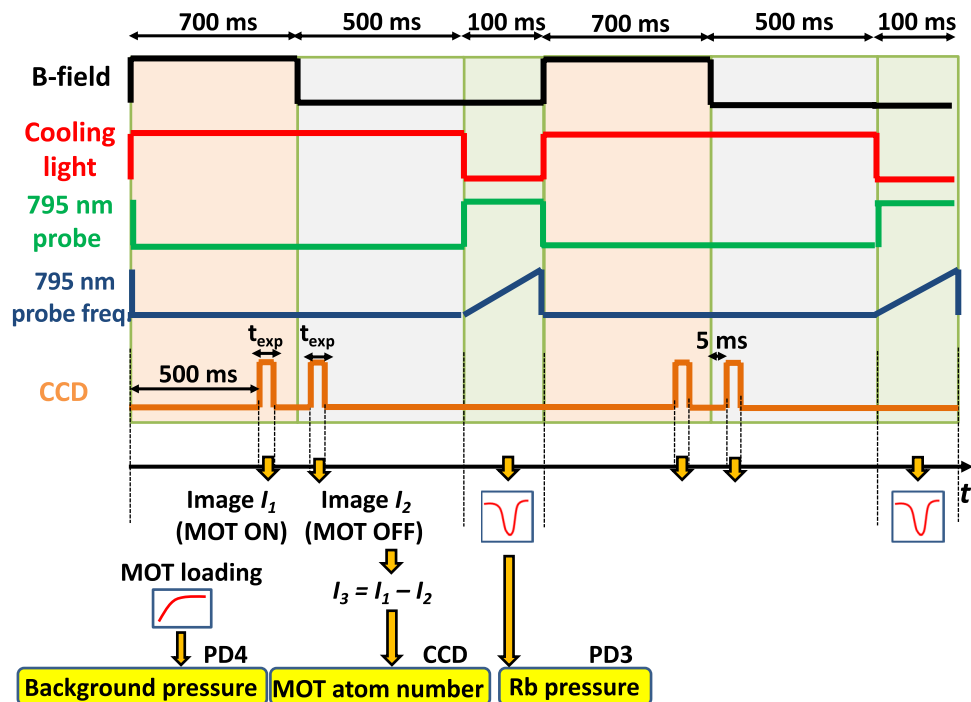 700 ms 500 ms 100 ms 700 ms 500 ms 100 ms
B-field
Cooling
light
795 nm
probe
795 nm
probe freq.
t_exp t_exp 5 ms
500 ms
CCD
t
Image I₁ Image I₂
(MOT ON) (MOT OFF)
MOT loading
I₃ = I₁ – I₂
PD4 CCD PD3
Background pressure MOT atom number Rb pressure